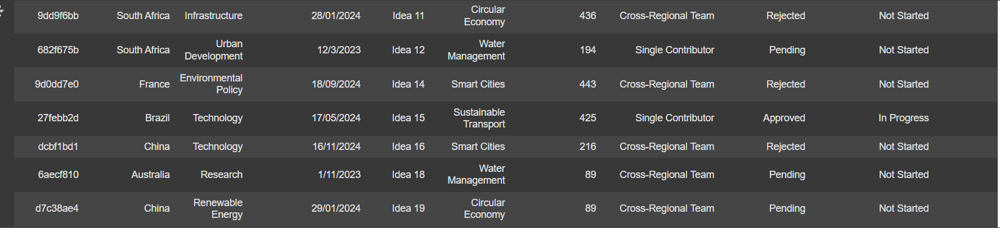 9dd9f6bb South Africa Infrastructure 28/01/2024 Idea 11 Circular Economy 436 Cross-Regional Team Rejected Not Started
682f675b South Africa Urban Development 12/3/2023 Idea 12 Water Management 194 Single Contributor Pending Not Started
9d0dd7e0 France Environmental Policy 18/09/2024 Idea 14 Smart Cities 443 Cross-Regional Team Rejected Not Started
27febb2d Brazil Technology 17/05/2024 Idea 15 Sustainable Transport 425 Single Contributor Approved In Progress
dcbf1bd1 China Technology 16/11/2024 Idea 16 Smart Cities 216 Cross-Regional Team Rejected Not Started
6aecf810 Australia Research 1/11/2023 Idea 18 Water Management 89 Cross-Regional Team Pending Not Started
d7c38ae4 China Renewable Energy 29/01/2024 Idea 19 Circular Economy 89 Cross-Regional Team Pending Not Started